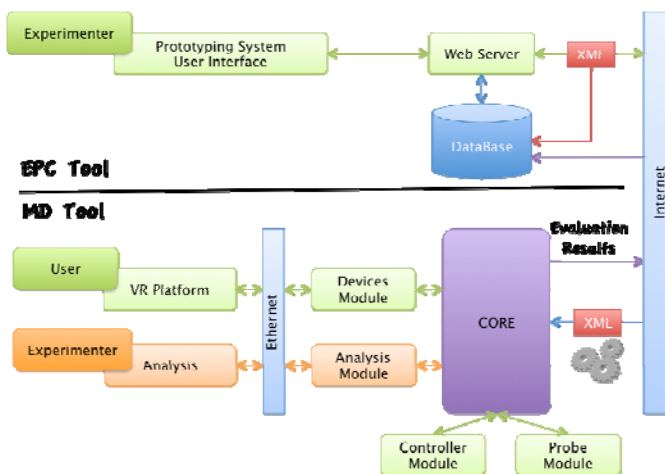 Experimenter
Prototyping System
User Interface
Web Server
XML
DataBase
EPC Tool
MD Tool
Internet
Evaluation
Results
User
VR Platform
Ethernet
Devices
Module
CORE
XML
Experimenter
Analysis
Analysis
Module
Controller
Module
Probe
Module